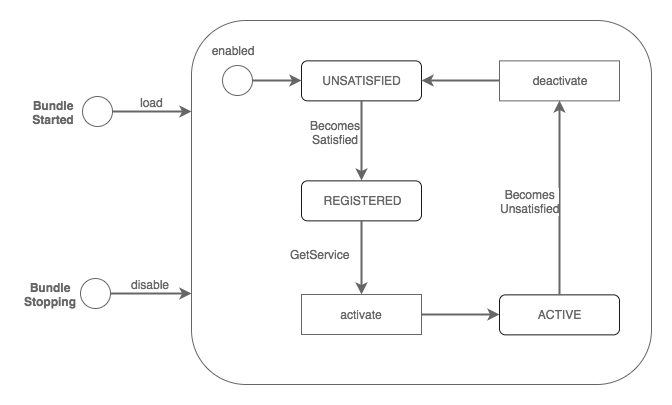 enabled
UNSATISFIED
deactivate
Bundle
Started
load
Becomes
Satisfied
REGISTERED
Becomes
Unsatisfied
GetService
Bundle
Stopping
disable
activate
ACTIVE